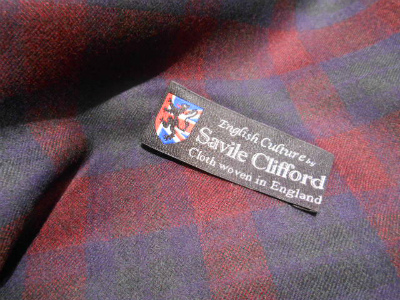 English Culture by
Savile Clifford
Cloth woven in England